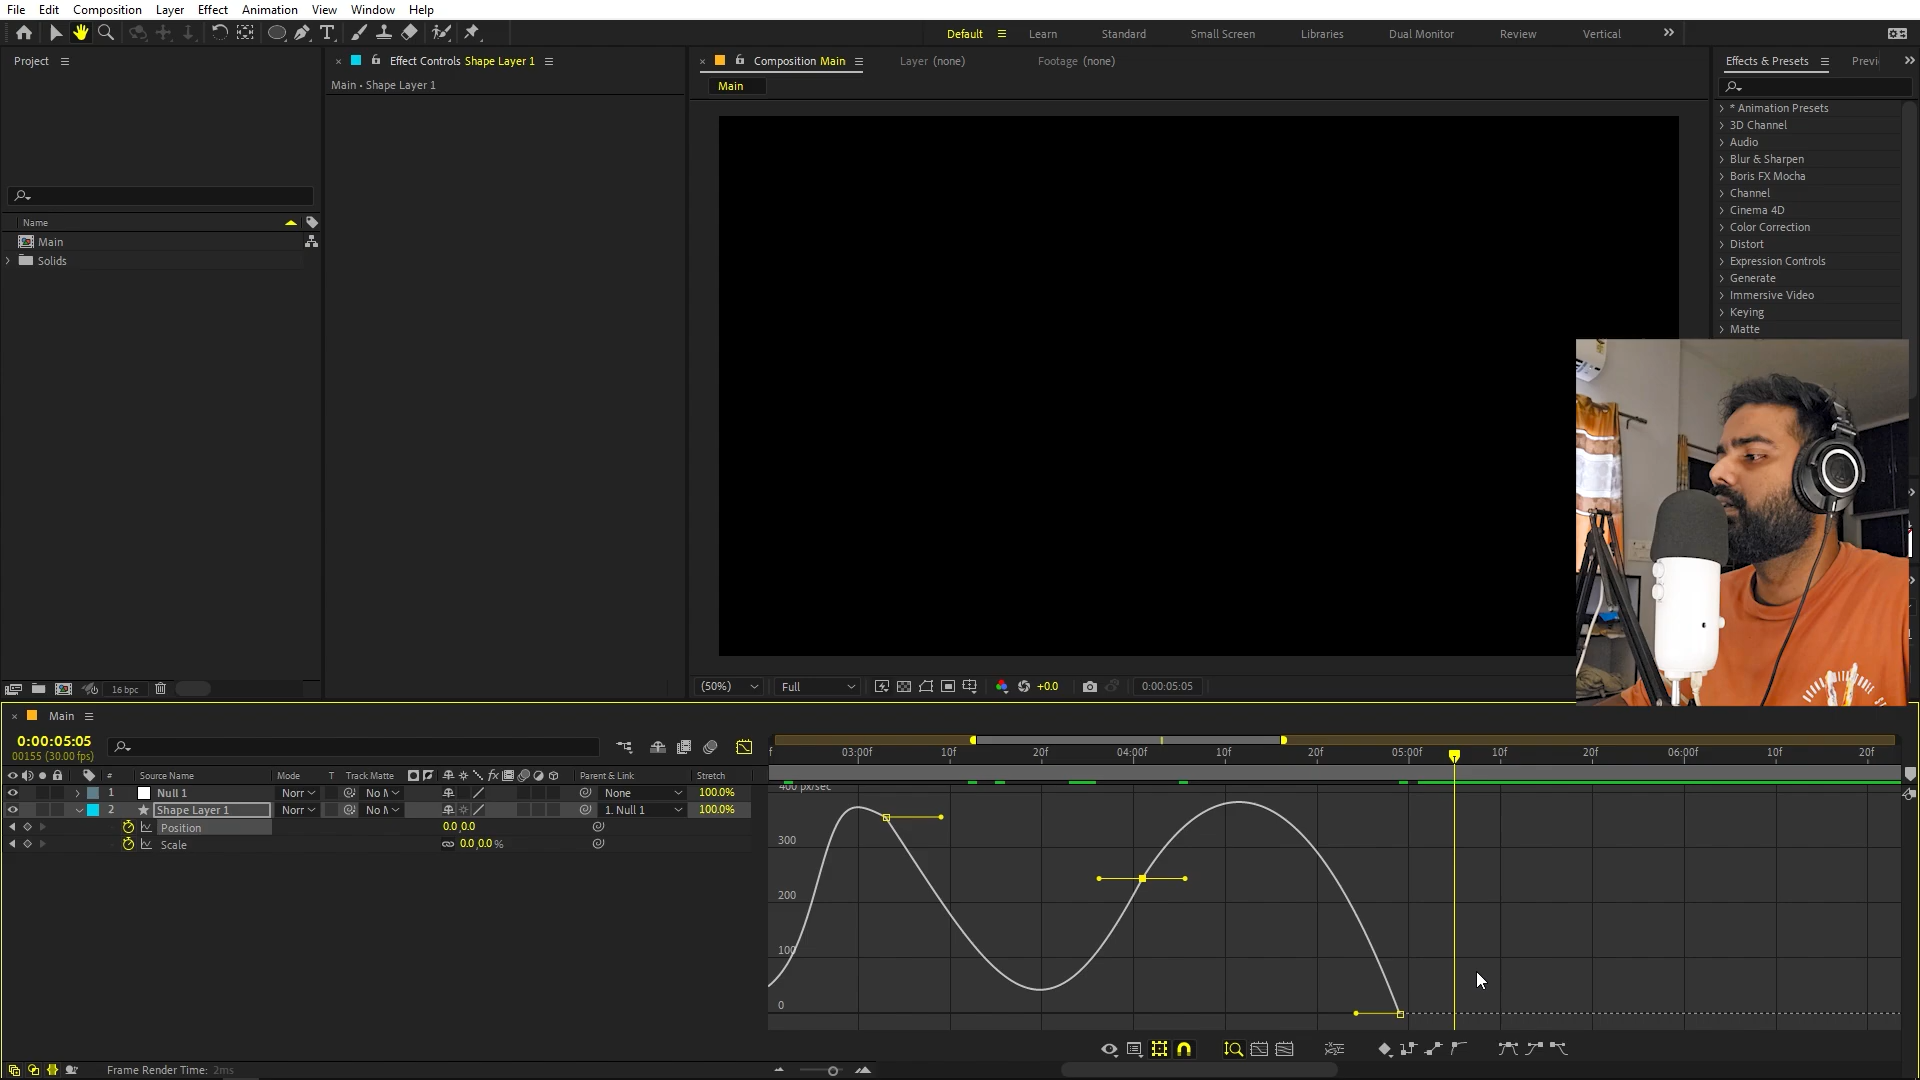 File Edit Composition Layer Effect Animation View Window Help
Default Learn Standard Small Screen Libraries Dual Monitor Review Vertical
Project
Effect Controls Shape Layer 1
Composition Main
Layer (none)
Footage (none)
Effects & Presets
Main • Shape Layer 1
Main
* Animation Presets
3D Channel
Audio
Blur & Sharpen
Boris FX Mocha
Channel
Cinema 4D
Color Correction
Distort
Expression Controls
Generate
Immersive Video
Keying
Matte
Name
Main
Solids
16 bpc
(50%) Full +0.0 0:00:05:05
Main
0:00:05:05
00155 (30.00 fps)
# Source Name Mode T Track Matte fx Parent & Link Stretch
1 Null 1 Norr No M None 100.0%
2 Shape Layer 1 Norr No M 1. Null 1 100.0%
Position 0.0,0.0
Scale 0.0,0.0 %
f 03:00f 10f 20f 04:00f 10f 20f 05:00f 10f 20f 06:00f 10f 20f
400 px/sec
300
200
100
0
Frame Render Time: 2ms